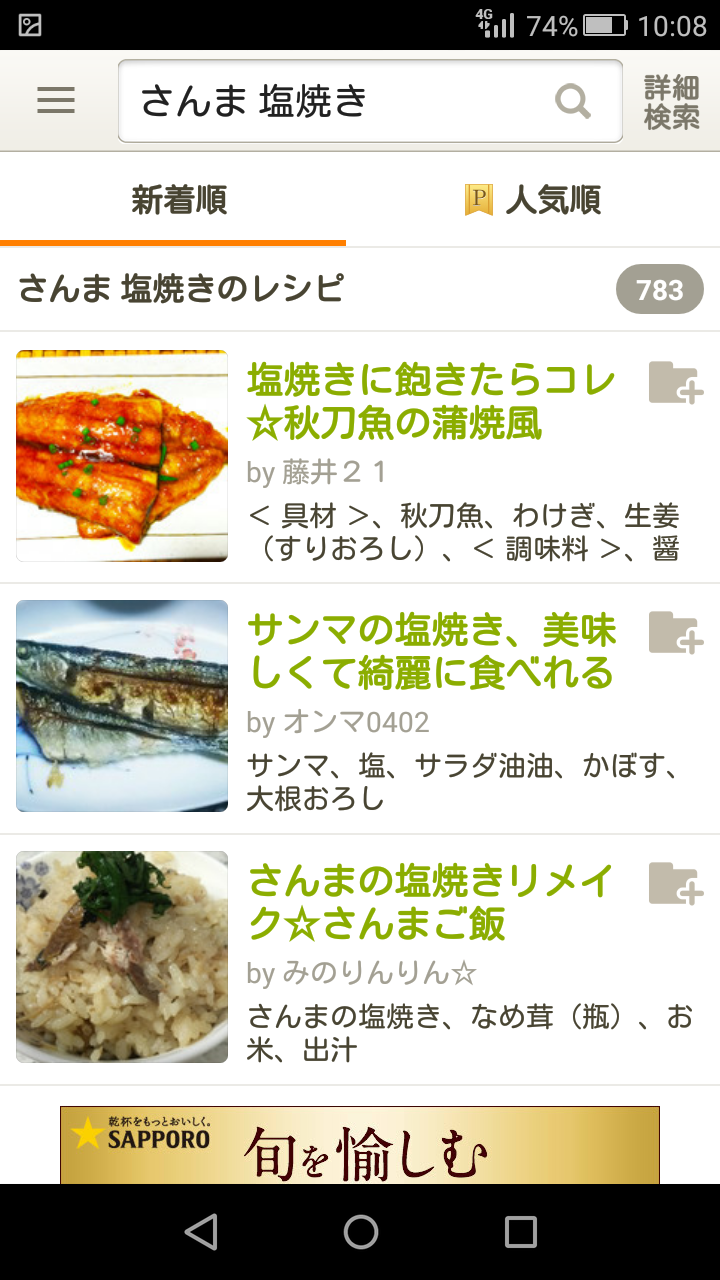 4G 74% 10:08
さんま 塩焼き
詳細
検索
新着順
P 人気順
さんま 塩焼きのレシピ 783
塩焼きに飽きたらコレ
☆秋刀魚の蒲焼風
by 藤井２１
＜ 具材 ＞、秋刀魚、わけぎ、生姜
（すりおろし）、＜ 調味料 ＞、醤
サンマの塩焼き、美味
しくて綺麗に食べれる
by オンマ0402
サンマ、塩、サラダ油油、かぼす、
大根おろし
さんまの塩焼きリメイ
ク☆さんまご飯
by みのりんりん☆
さんまの塩焼き、なめ茸（瓶）、お
米、出汁
乾杯をもっとおいしく。
SAPPORO
旬を愉しむ